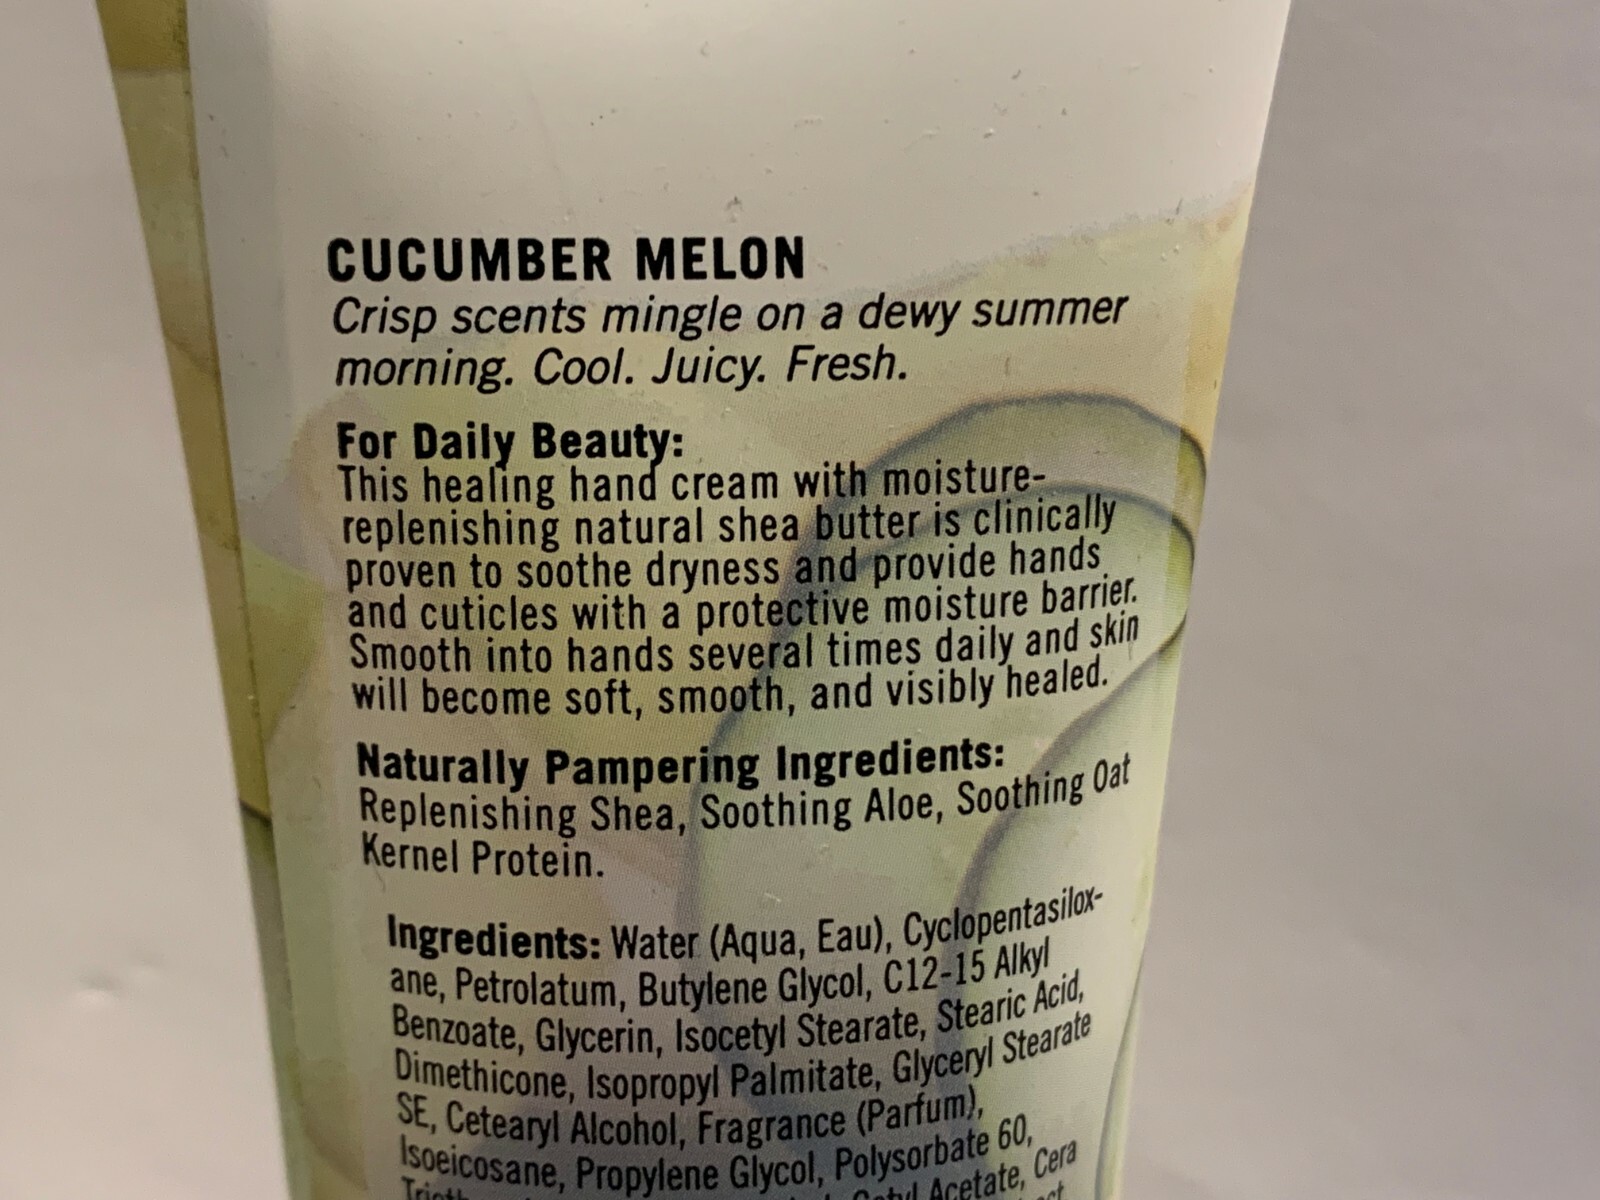 CUCUMBER MELON
Crisp scents mingle on a dewy summer
morning. Cool. Juicy. Fresh.
For Daily Beauty:
This healing hand cream with moisture-
replenishing natural shea butter is clinically
proven to soothe dryness and provide hands
and cuticles with a protective moisture barrier.
Smooth into hands several times daily and skin
will become soft, smooth, and visibly healed.
Naturally Pampering Ingredients:
Replenishing Shea, Soothing Aloe, Soothing Oat
Kernel Protein.
Ingredients: Water (Aqua, Eau), Cyclopentasilox-
ane, Petrolatum, Butylene Glycol, C12-15 Alkyl
Benzoate, Glycerin, Isocetyl Stearate, Stearic Acid,
Dimethicone, Isopropyl Palmitate, Glyceryl Stearate
SE, Cetearyl Alcohol, Fragrance (Parfum),
Isoeicosane, Propylene Glycol, Polysorbate 60,
Acetate, Cera